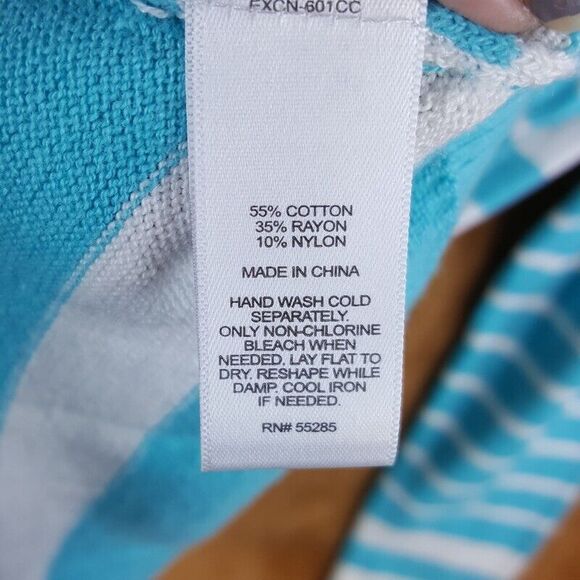 EXCN-601CC
55% COTTON
35% RAYON
10% NYLON
MADE IN CHINA
HAND WASH COLD
SEPARATELY.
ONLY NON-CHLORINE
BLEACH WHEN
NEEDED, LAY FLAT TO
DRY. RESHAPE WHILE
DAMP. COOL IRON
IF NEEDED.
RN# 55285